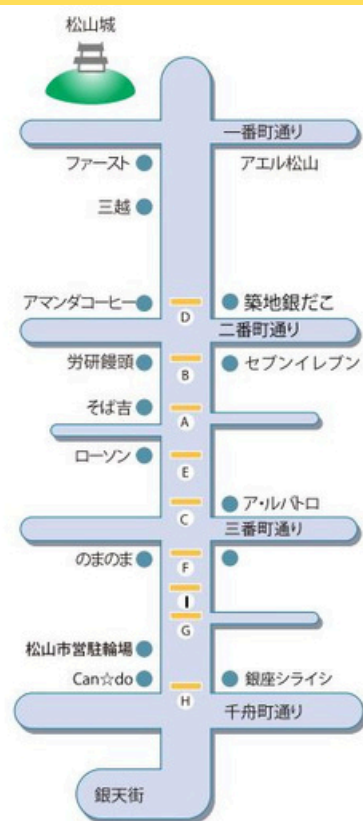 松山城
一番町通り
ファースト
アエル松山
三越
アマンダコーヒー
築地銀だこ
D
二番町通り
労研饅頭
B
セブンイレブン
そば吉
A
ローソン
E
ア・ルバトロ
C
三番町通り
のまのま
F
I
G
松山市営駐輪場
Can☆do
銀座シライシ
H
千舟町通り
銀天街